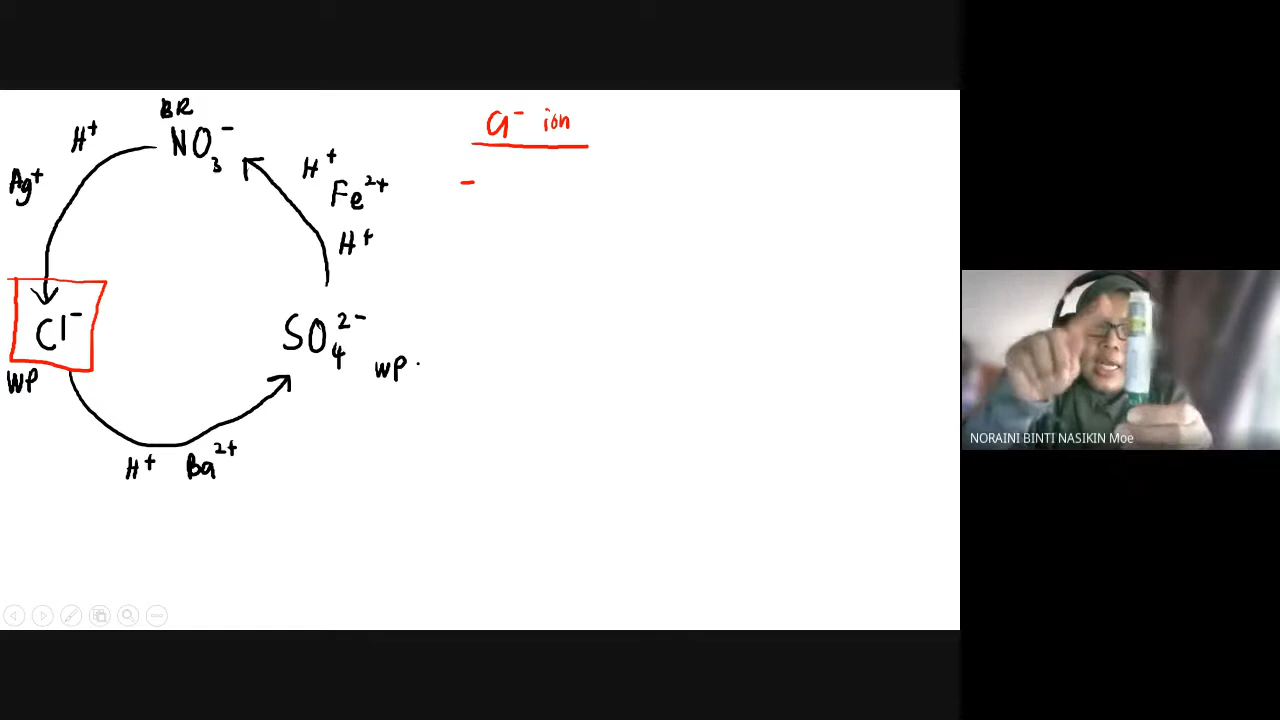 BR
NO₃⁻
H⁺
Ag⁺
H⁺
Fe²⁺
H⁺
Cl⁻
WP
SO₄²⁻
WP.
H⁺ Ba²⁺
Cl⁻ ion
-
NORAINI BINTI NASIKIN Moe